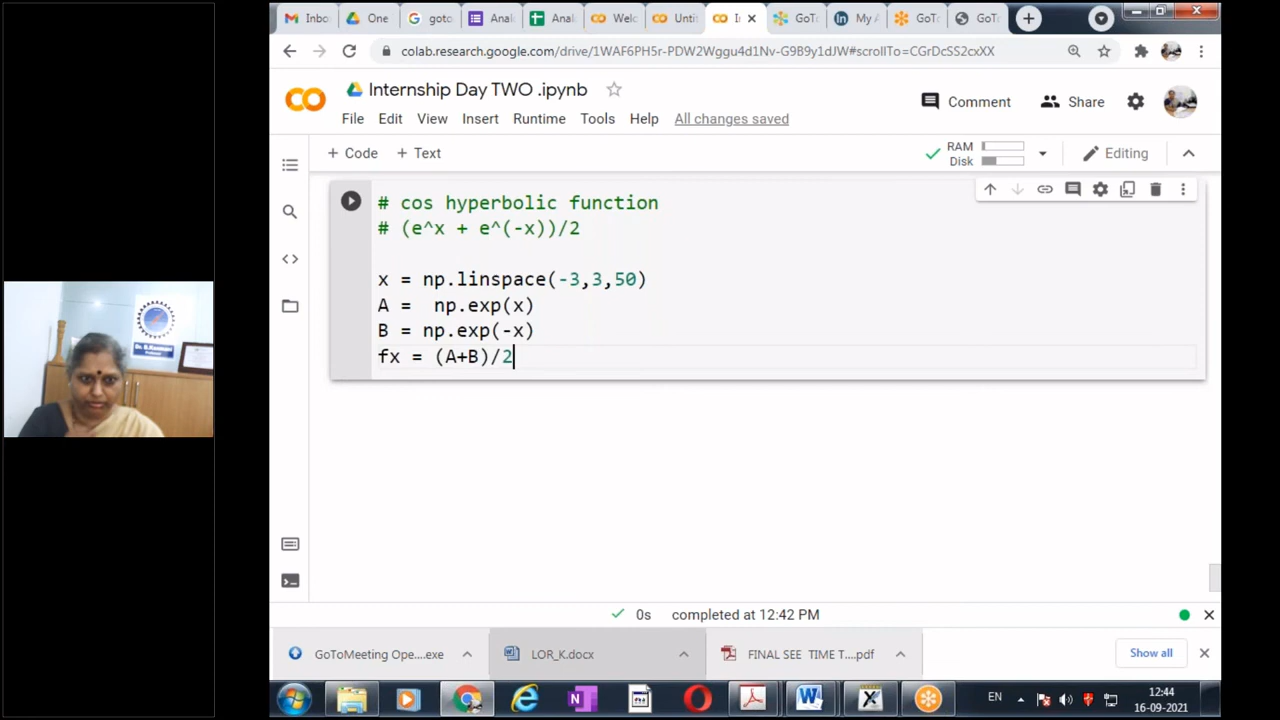 Inbo
One
goto
Anal
Anal
Welc
Unti
GoT
My A
GoTo
GoTr
colab.research.google.com/drive/1WAF6PH5r-PDW2Wggu4d1Nv-G9B9y1dJW#scrollTo=CGrDcSS2cxXX
Internship Day TWO .ipynb
Comment
Share
File Edit View Insert Runtime Tools Help All changes saved
+ Code + Text
RAM
Disk
Editing
# cos hyperbolic function
# (e^x + e^(-x))/2
x = np.linspace(-3,3,50)
A =  np.exp(x)
B = np.exp(-x)
fx = (A+B)/2
0s completed at 12:42 PM
GoToMeeting Ope....exe
LOR_K.docx
FINAL SEE TIME T....pdf
Show all
EN
12:44
16-09-2021